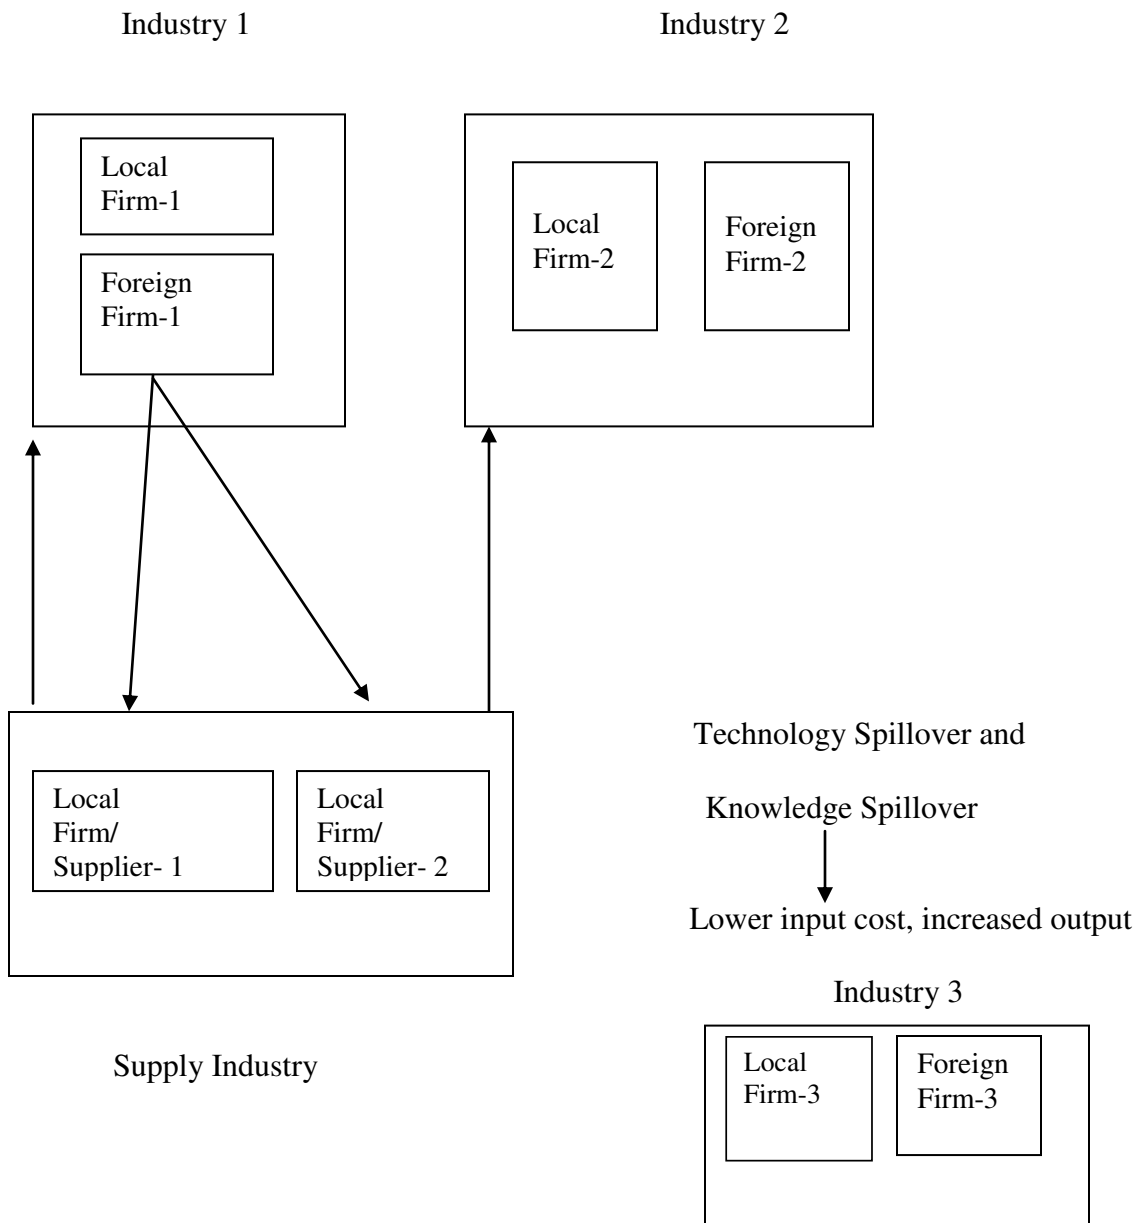 Industry 1
Industry 2
Local
Firm-1
Foreign
Firm-1
Local
Firm-2
Foreign
Firm-2
Local
Firm/
Supplier- 1
Local
Firm/
Supplier- 2
Supply Industry
Technology Spillover and
Knowledge Spillover
Lower input cost, increased output
Industry 3
Local
Firm-3
Foreign
Firm-3